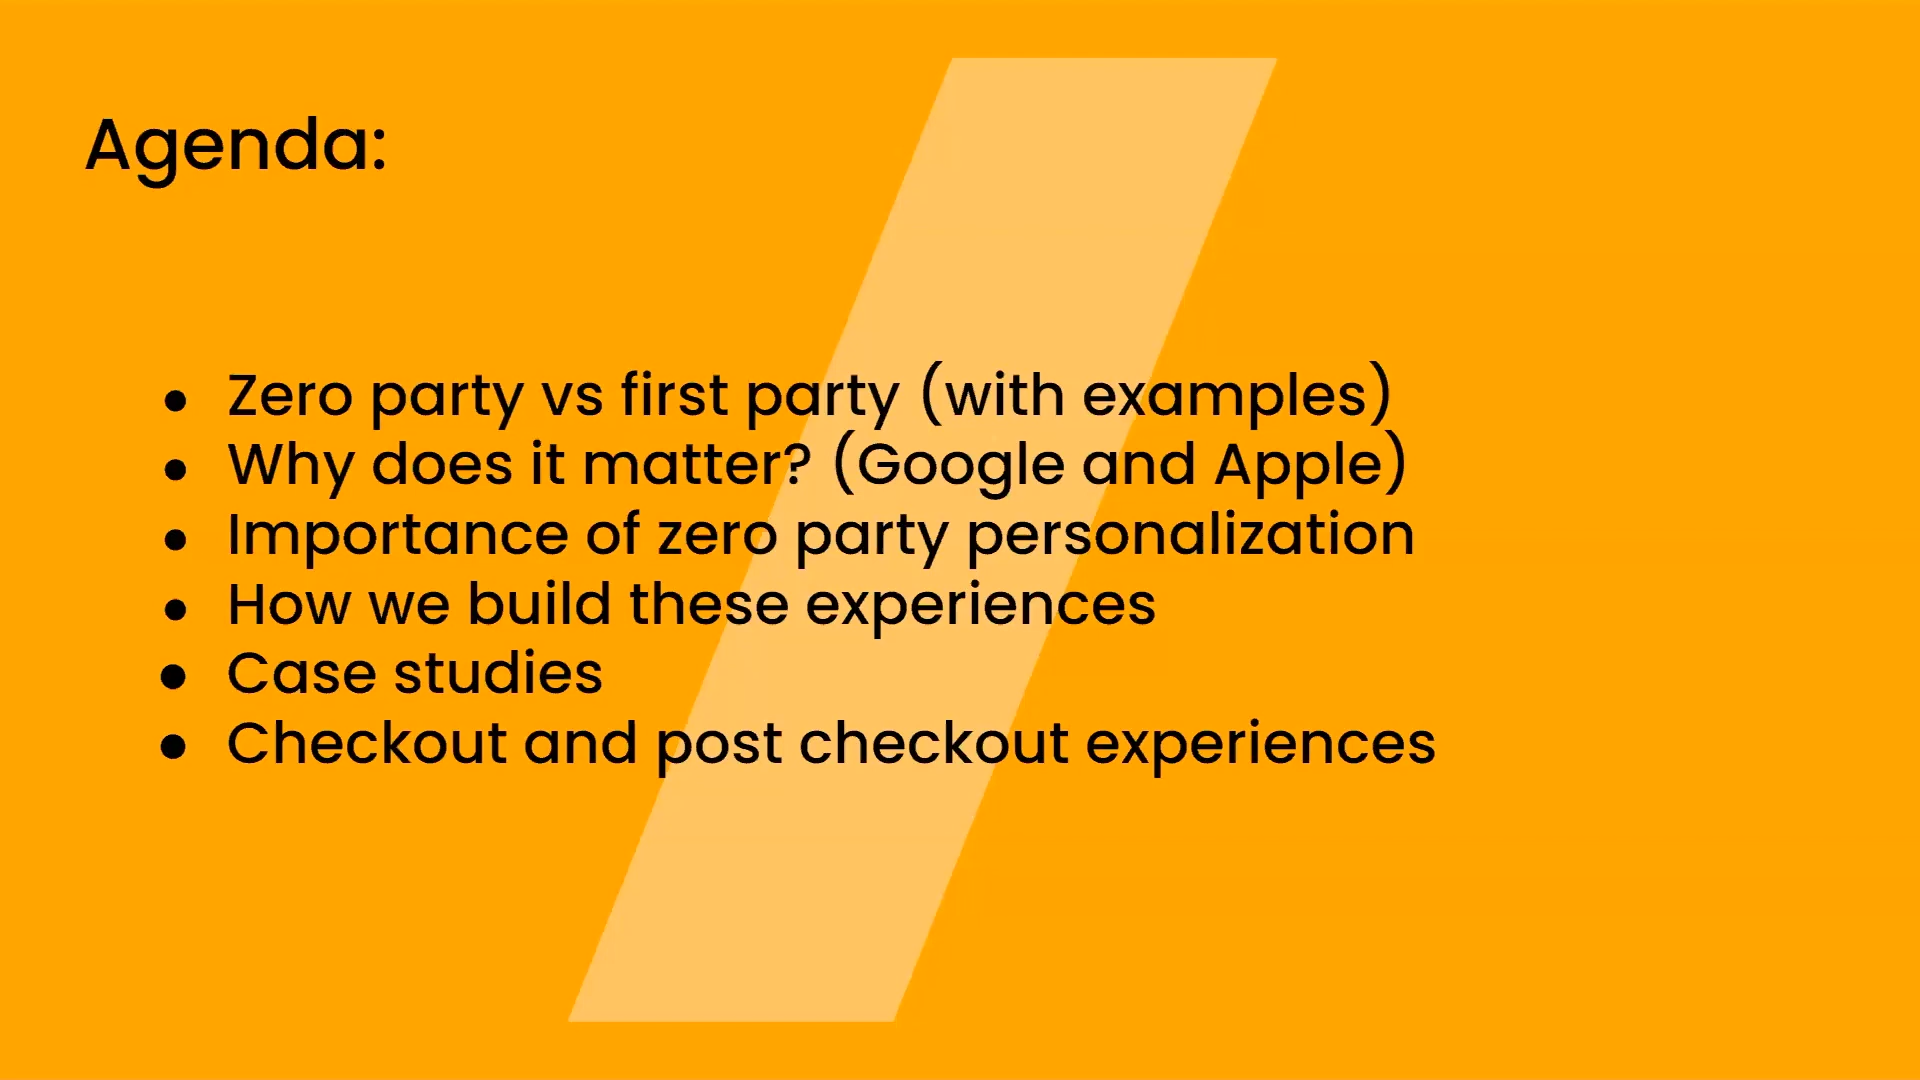 Agenda:
● Zero party vs first party (with examples)
● Why does it matter? (Google and Apple)
● Importance of zero party personalization
● How we build these experiences
● Case studies
● Checkout and post checkout experiences